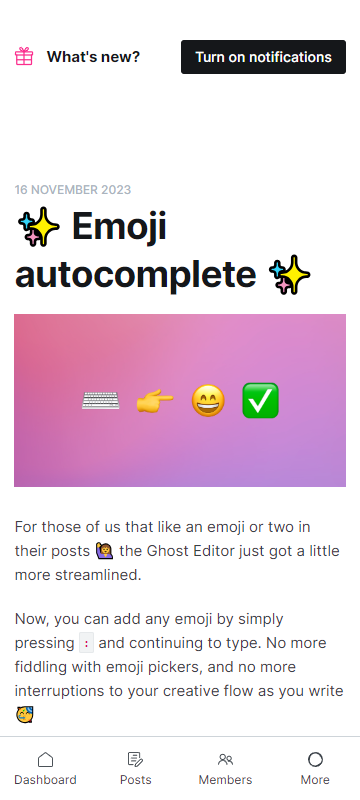 What's new?
Turn on notifications
16 NOVEMBER 2023
✨ Emoji
autocomplete ✨
For those of us that like an emoji or two in
their posts 🙋‍♀️ the Ghost Editor just got a little
more streamlined.
Now, you can add any emoji by simply
pressing : and continuing to type. No more
fiddling with emoji pickers, and no more
interruptions to your creative flow as you write
🥳
Dashboard
Posts
Members
More